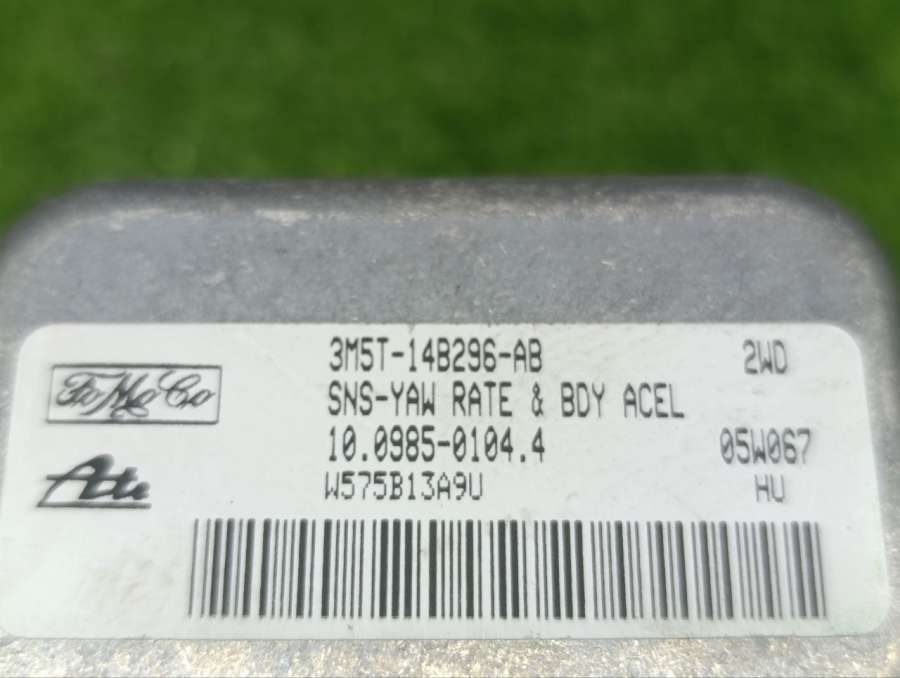 3M5T-14B296-AB 2WD
FoMoCo
SNS-YAW RATE & BDY ACEL
10.0985-0104.4 05W067
Ate
W575B13A9U HU